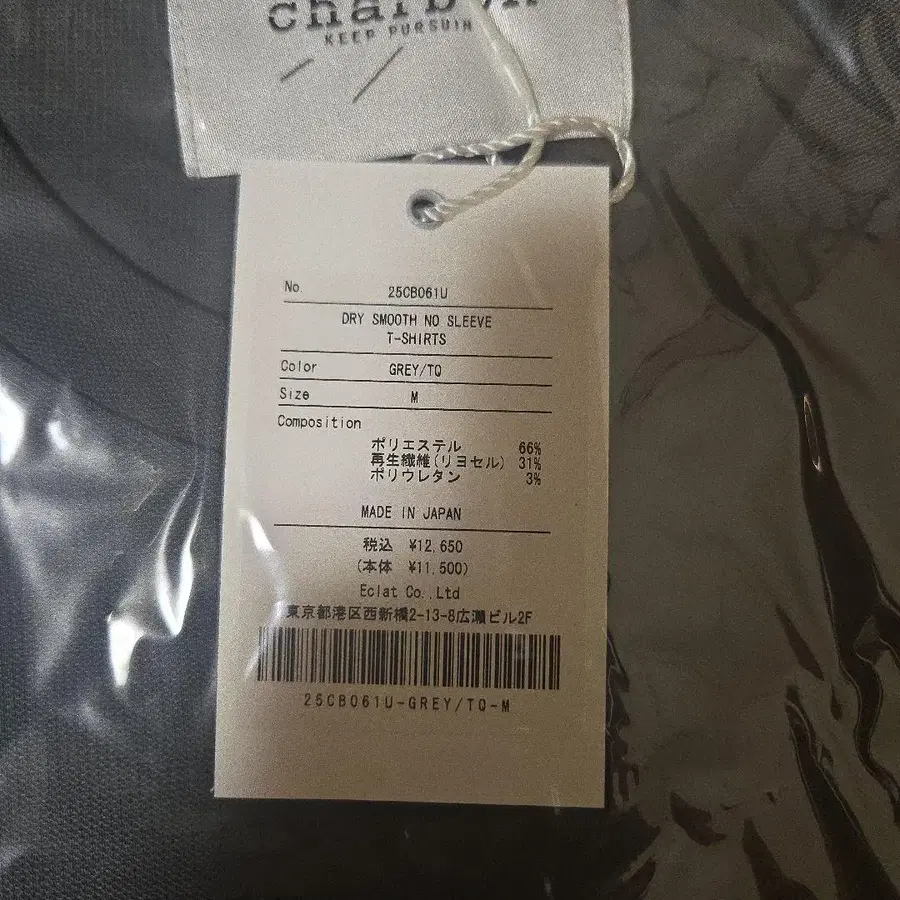 KEEP PURSUIN
No. 25CB061U
DRY SMOOTH NO SLEEVE
T-SHIRTS
Color GREY/TQ
Size M
Composition
ポリエステル 66%
再生繊維(リヨセル) 31%
ポリウレタン 3%
MADE IN JAPAN
税込 ¥12,650
(本体 ¥11,500)
Eclat Co.,Ltd
東京都港区西新橋2-13-8広瀬ビル2F
25CB061U-GREY/TQ-M